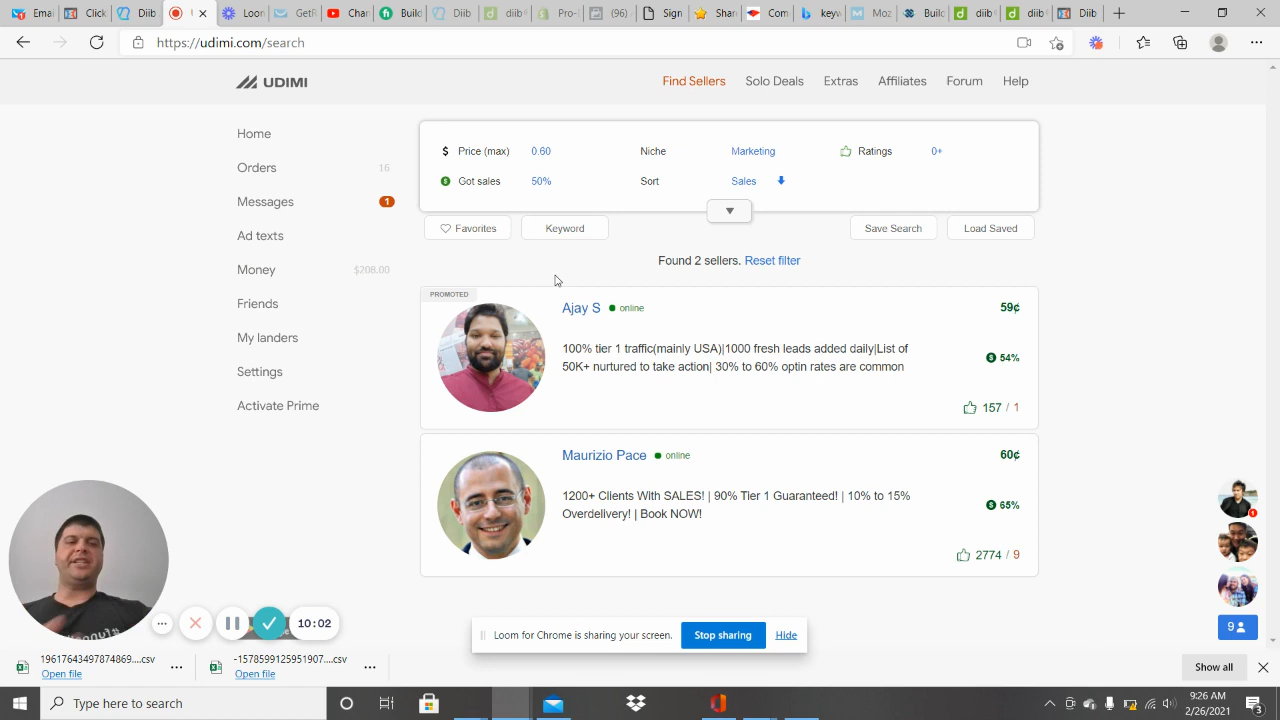 Email
Click
Diib
U
Loom
GetR
Char
Build
Diib
diib
Pro-
(96)
Sign
Share
Com
keyw
Moz
Build
diib
diib
Diib
https://udimi.com/search
UDIMI
Find Sellers
Solo Deals
Extras
Affiliates
Forum
Help
Home
Orders 16
Messages 1
Ad texts
Money $208.00
Friends
My landers
Settings
Activate Prime
$ Price (max) 0.60 Niche Marketing Ratings 0+
Got sales 50% Sort Sales
Favorites Keyword Save Search Load Saved
Found 2 sellers. Reset filter
PROMOTED
Ajay S online 59¢
100% tier 1 traffic(mainly USA)|1000 fresh leads added daily|List of
50K+ nurtured to take action| 30% to 60% optin rates are common
54%
157 / 1
Maurizio Pace online 60¢
1200+ Clients With SALES! | 90% Tier 1 Guaranteed! | 10% to 15%
Overdelivery! | Book NOW!
65%
2774 / 9
1
9
10:02
Loom for Chrome is sharing your screen. Stop sharing Hide
19617643497874869....csv
Open file
-1578599125951907....csv
Open file
Show all
Type here to search
9:26 AM
2/26/2021
3